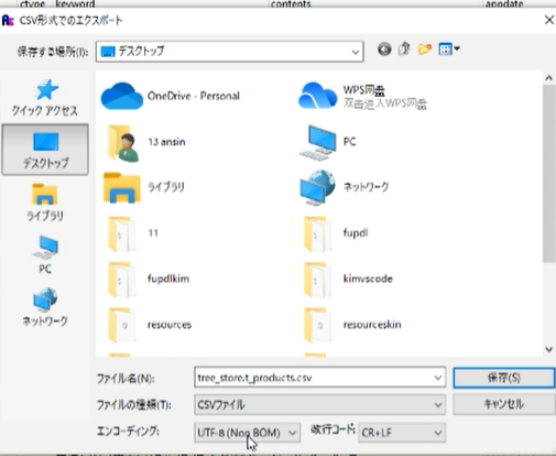 ctype keyword contents apodate
CSV形式でのエクスポート
保存する場所(I): デスクトップ
クイック アクセス
デスクトップ
ライブラリ
PC
ネットワーク
OneDrive - Personal
WPS网盘
双击进入WPS网盘
13 ansin
PC
ライブラリ
ネットワーク
11
fupdl
fupdlkim
kimvscode
resources
resourceskin
ファイル名(N): tree_store.t_products.csv 保存(S)
ファイルの種類(T): CSVファイル キャンセル
エンコーディング: UTF-8 (Non BOM) 改行コード: CR+LF